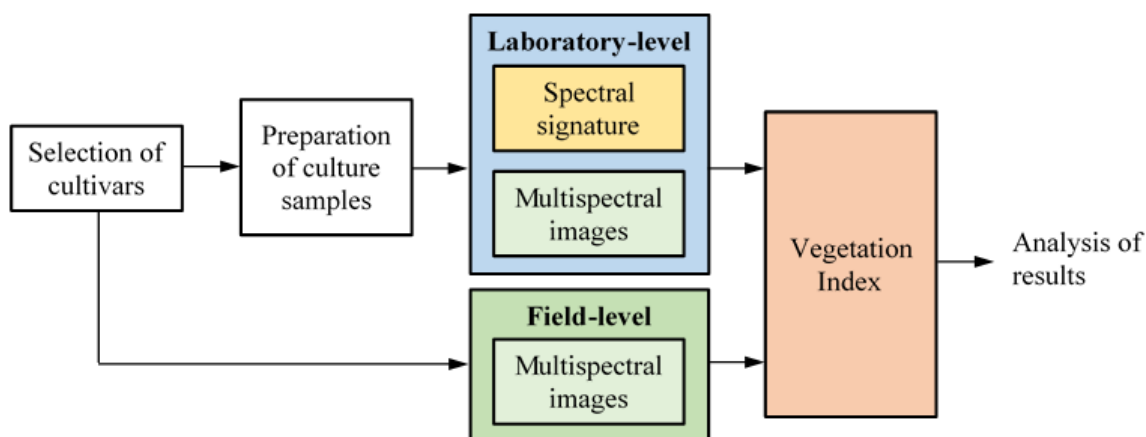 Selection of
cultivars
Preparation
of culture
samples
Laboratory-level
Spectral
signature
Multispectral
images
Field-level
Multispectral
images
Vegetation
Index
Analysis of
results